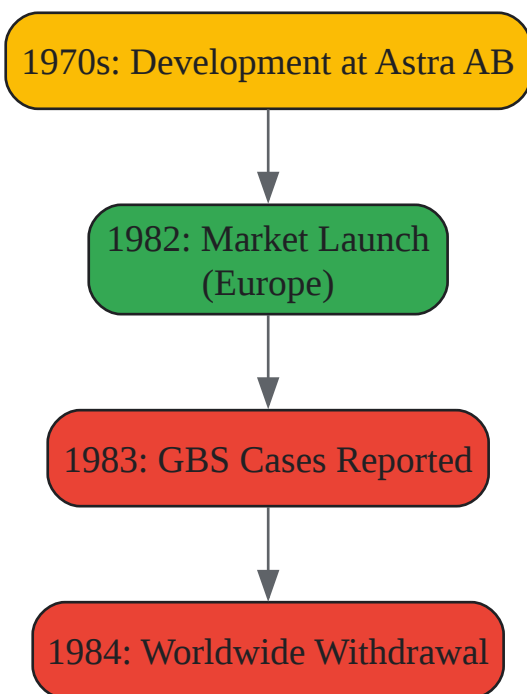 1970s: Development at Astra AB
1982: Market Launch
(Europe)
1983: GBS Cases Reported
1984: Worldwide Withdrawal